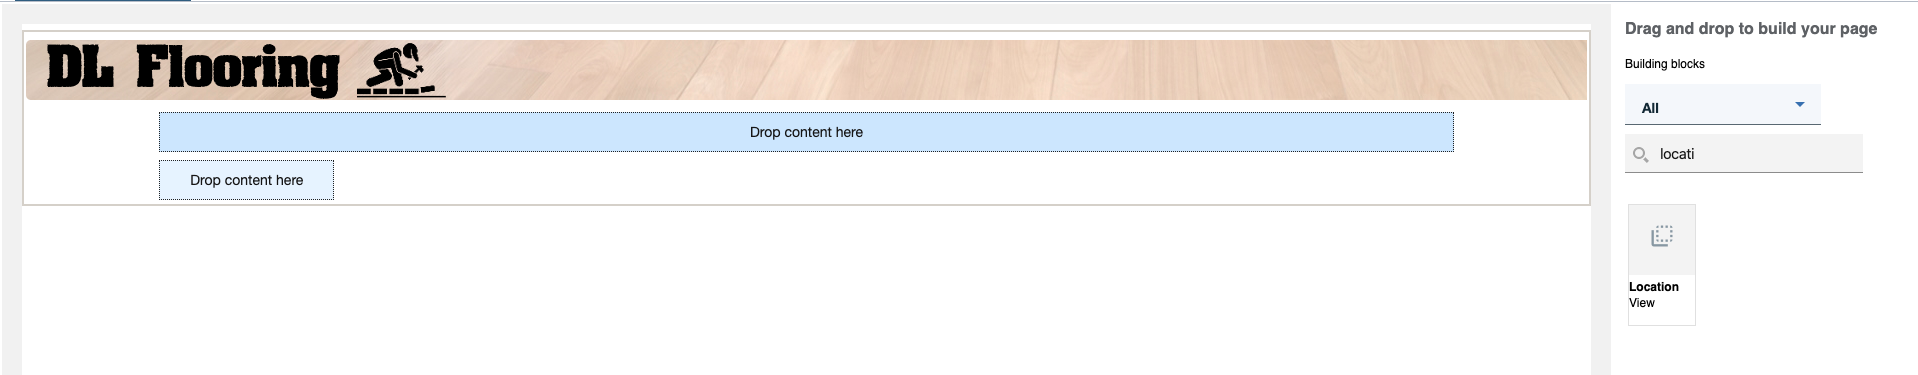 DL Flooring
Drop content here
Drop content here
Drag and drop to build your page
Building blocks
All
locati
Location
View